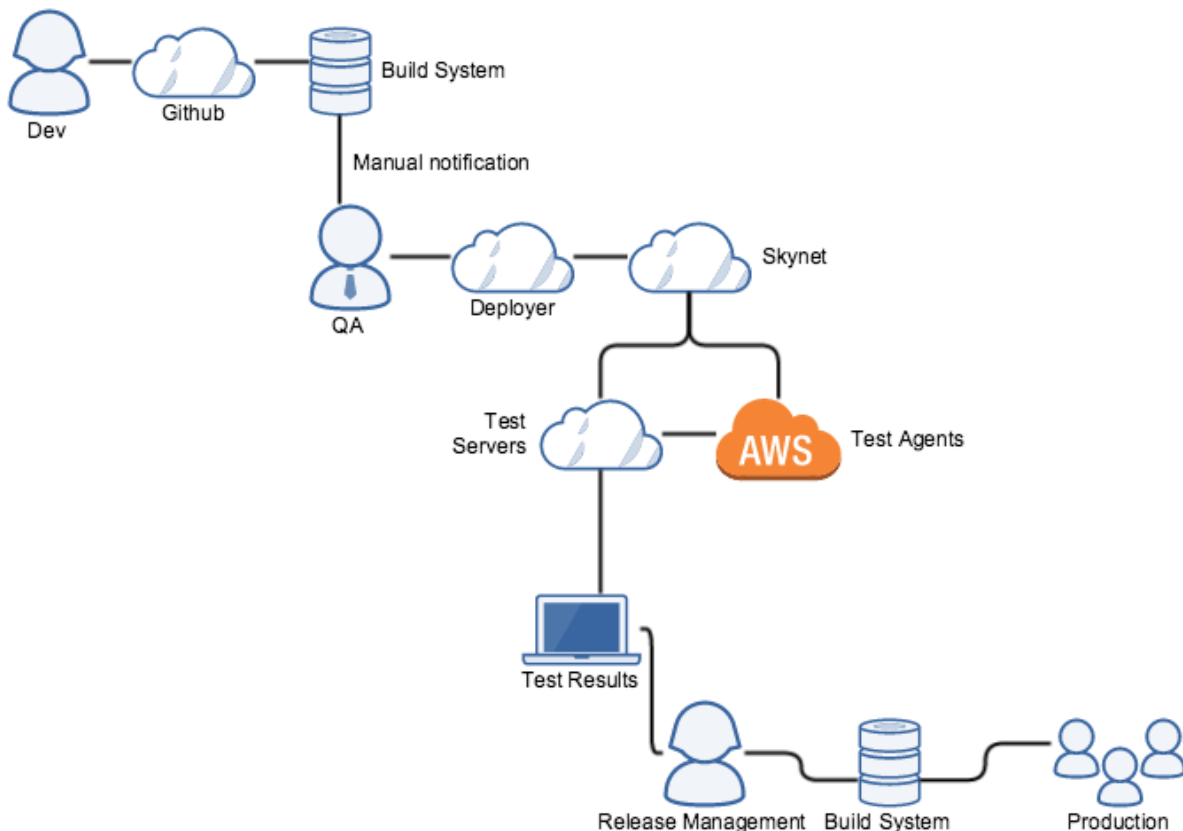 Build System
Github
Dev
Manual notification
Skynet
Deployer
QA
Test
Servers
AWS
Test Agents
Test Results
Release Management
Build System
Production